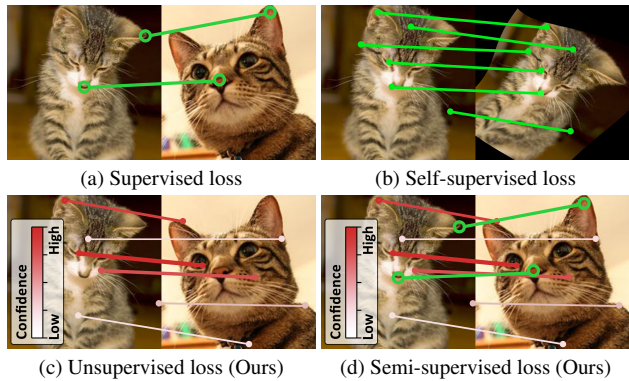 (a) Supervised loss
(b) Self-supervised loss
Confidence
High
Low
Confidence
High
Low
(c) Unsupervised loss (Ours)
(d) Semi-supervised loss (Ours)